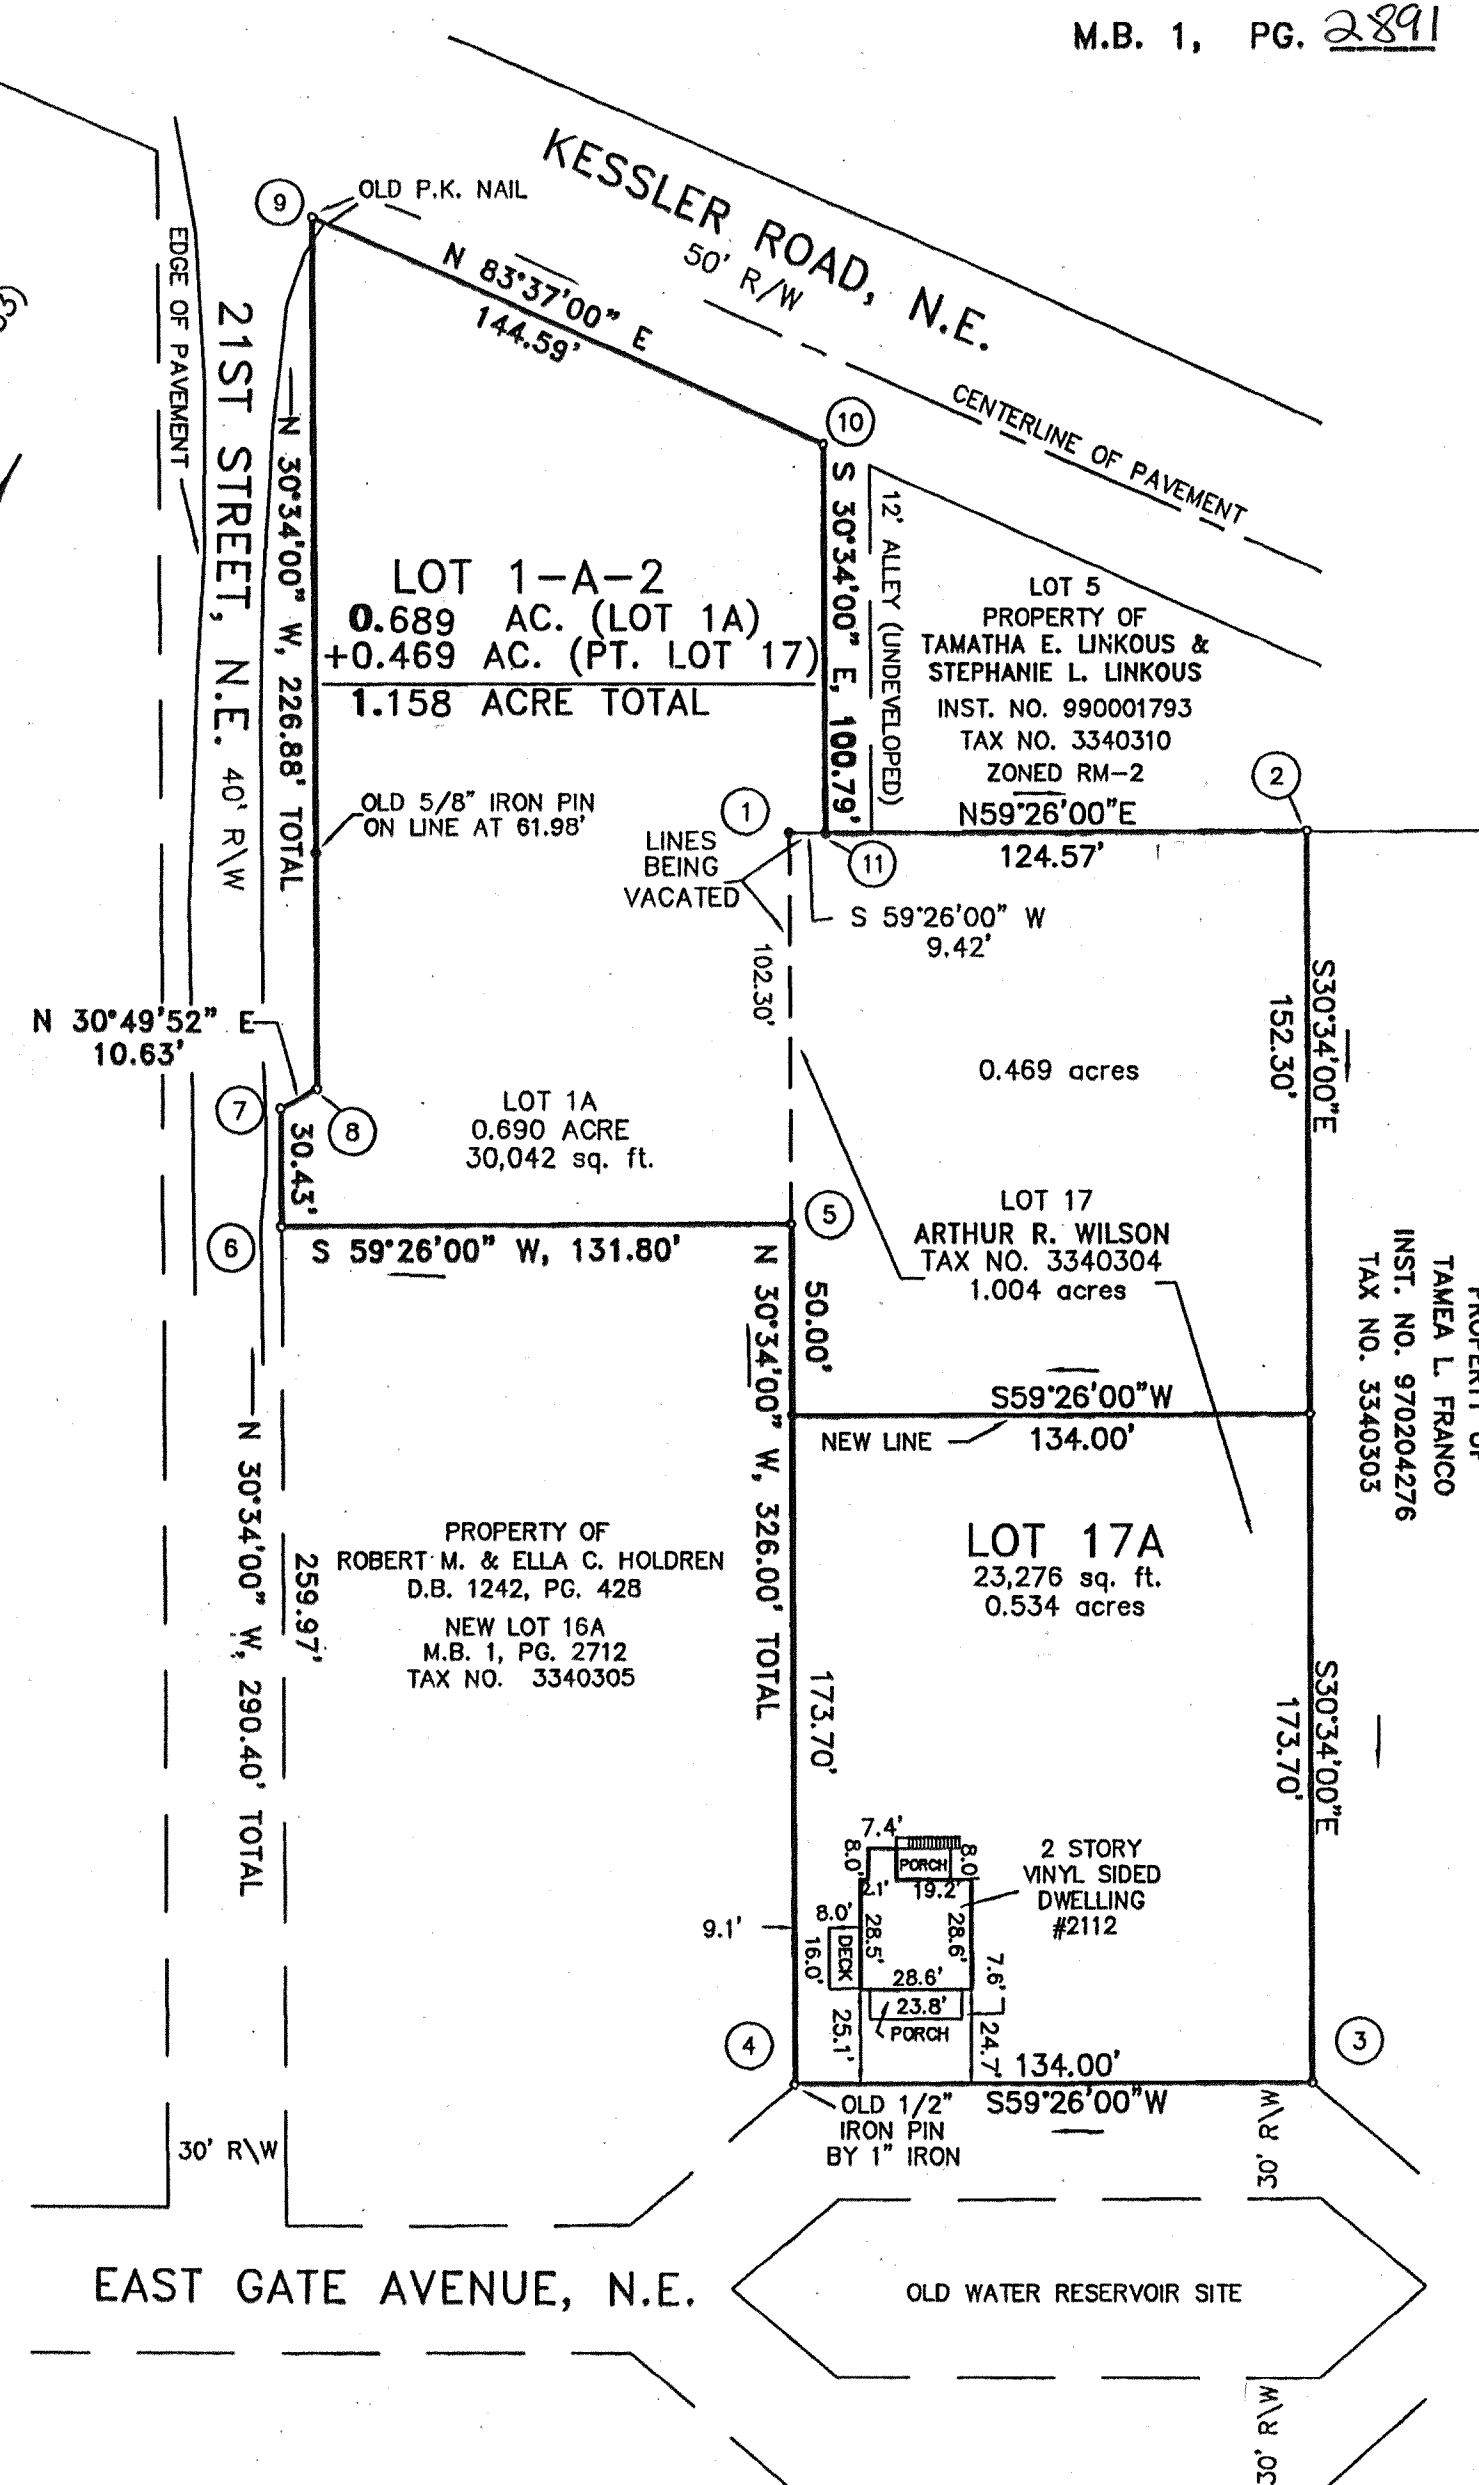 M.B. 1, PG. 2891
KESSLER ROAD, N.E.
50' R/W
9
OLD P.K. NAIL
N 83°37'00" E
144.59'
EDGE OF PAVEMENT
21ST STREET, N.E. 40' R\W
N 30°34'00" W, 226.88' TOTAL
10
CENTERLINE OF PAVEMENT
S 30°34'00" E, 100.79'
12' ALLEY (UNDEVELOPED)
LOT 1-A-2
0.689 AC. (LOT 1A)
+0.469 AC. (PT. LOT 17)
1.158 ACRE TOTAL
LOT 5
PROPERTY OF
TAMATHA E. LINKOUS &
STEPHANIE L. LINKOUS
INST. NO. 990001793
TAX NO. 3340310
ZONED RM-2
2
N59°26'00"E
124.57'
OLD 5/8" IRON PIN
ON LINE AT 61.98'
1
LINES
BEING
VACATED
11
S 59°26'00" W
9.42'
102.30'
S30°34'00"E
152.30'
N 30°49'52" E
10.63'
0.469 acres
7
8
30.43'
LOT 1A
0.690 ACRE
30,042 sq. ft.
5
6
S 59°26'00" W, 131.80'
LOT 17
ARTHUR R. WILSON
TAX NO. 3340304
1.004 acres
PROPERTY OF
TAMEA L. FRANCO
INST. NO. 970204276
TAX NO. 3340303
50.00'
N 30°34'00" W, 326.00' TOTAL
S59°26'00"W
134.00'
NEW LINE
N 30°34'00" W, 290.40' TOTAL
259.97'
PROPERTY OF
ROBERT M. & ELLA C. HOLDREN
D.B. 1242, PG. 428
NEW LOT 16A
M.B. 1, PG. 2712
TAX NO. 3340305
LOT 17A
23,276 sq. ft.
0.534 acres
173.70'
S30°34'00"E
173.70'
7.4'
8.0'
PORCH
8.0'
2.1'
19.2'
2 STORY
VINYL SIDED
DWELLING
#2112
9.1'
8.0'
16.0'
DECK
28.5'
28.6'
28.6'
7.6'
23.8'
PORCH
25.1'
24.7'
4
3
134.00'
S59°26'00"W
OLD 1/2"
IRON PIN
BY 1" IRON
30' R\W
30' R\W
EAST GATE AVENUE, N.E.
OLD WATER RESERVOIR SITE
30' R\W